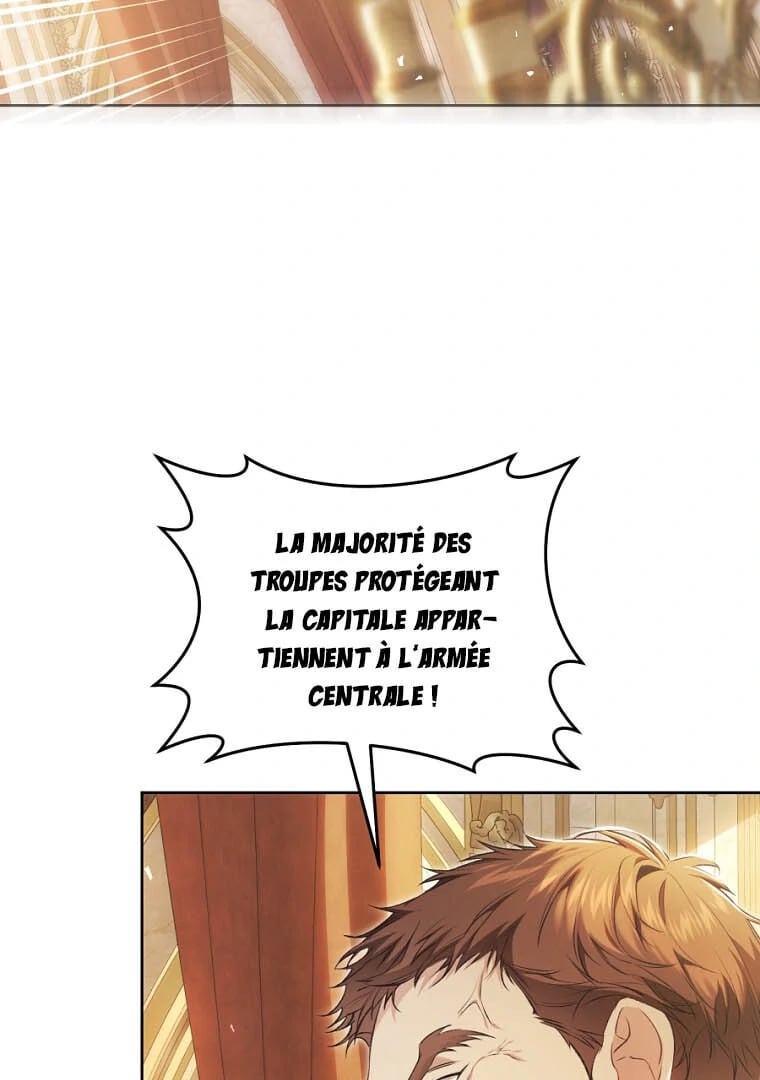 LA MAJORITÉ DES
TROUPES PROTÉGEANT
LA CAPITALE APPAR-
TIENNENT À L'ARMÉE
CENTRALE !